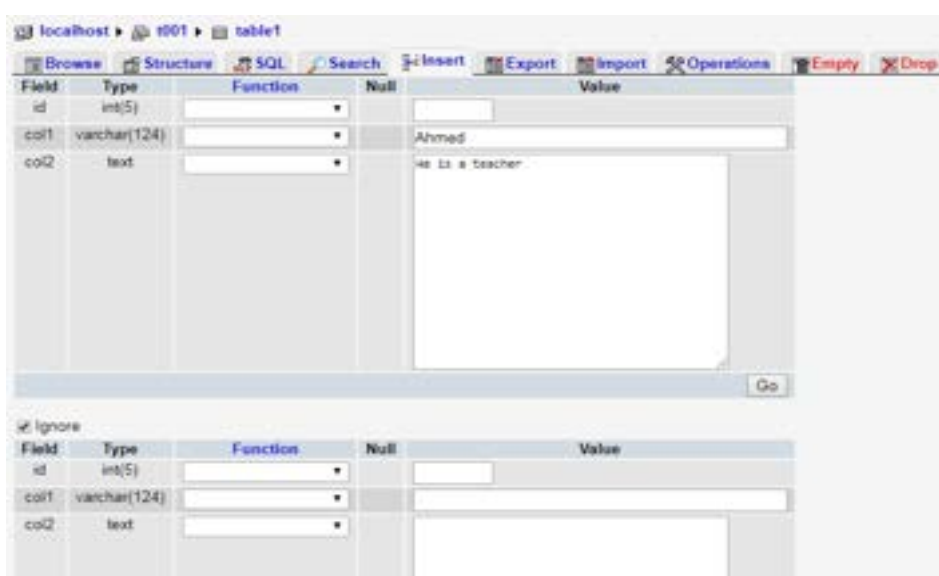 localhost ▸ t001 ▸ table1
Browse Structure SQL Search Insert Export Import Operations Empty Drop
Field Type Function Null Value
id int(5)
col1 varchar(124) Ahmed
col2 text He is a teacher
Go
Ignore
Field Type Function Null Value
id int(5)
col1 varchar(124)
col2 text